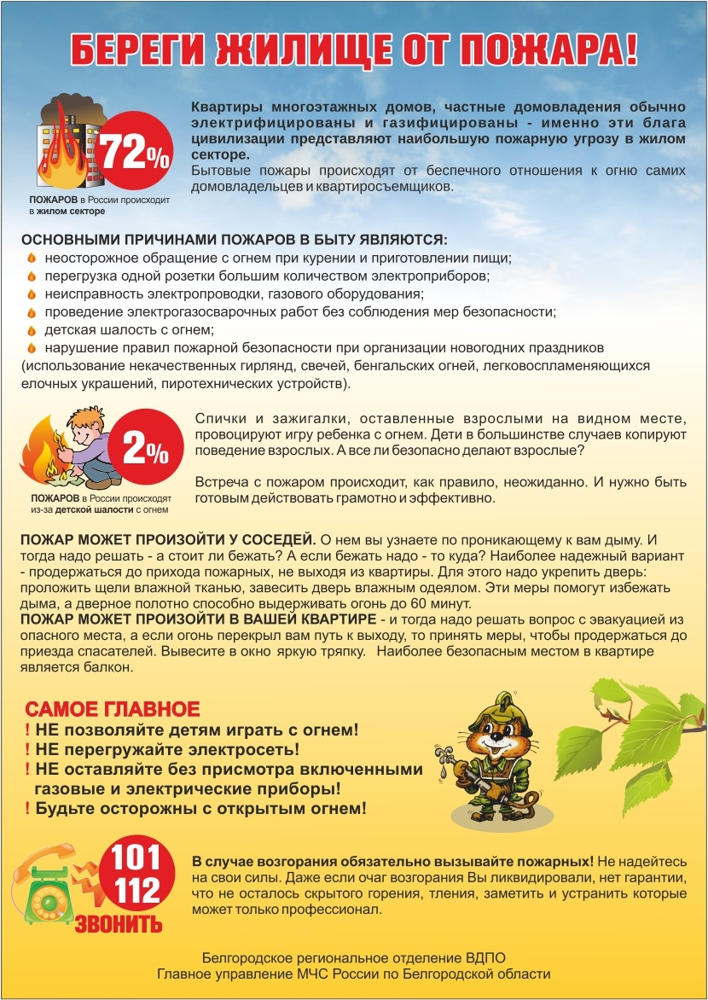 БЕРЕГИ ЖИЛИЩЕ ОТ ПОЖАРА!
72%
ПОЖАРОВ в России происходит
в жилом секторе
Квартиры многоэтажных домов, частные домовладения обычно
электрифицированы и газифицированы - именно эти блага
цивилизации представляют наибольшую пожарную угрозу в жилом
секторе.
Бытовые пожары происходят от беспечного отношения к огню самих
домовладельцев и квартиросъемщиков.
ОСНОВНЫМИ ПРИЧИНАМИ ПОЖАРОВ В БЫТУ ЯВЛЯЮТСЯ:
неосторожное обращение с огнем при курении и приготовлении пищи;
перегрузка одной розетки большим количеством электроприборов;
неисправность электропроводки, газового оборудования;
проведение электрогазосварочных работ без соблюдения мер безопасности;
детская шалость с огнем;
нарушение правил пожарной безопасности при организации новогодних праздников
(использование некачественных гирлянд, свечей, бенгальских огней, легковоспламеняющихся
елочных украшений, пиротехнических устройств).
2%
ПОЖАРОВ в России происходят
из-за детской шалости с огнем
Спички и зажигалки, оставленные взрослыми на видном месте,
провоцируют игру ребенка с огнем. Дети в большинстве случаев копируют
поведение взрослых. А все ли безопасно делают взрослые?
Встреча с пожаром происходит, как правило, неожиданно. И нужно быть
готовым действовать грамотно и эффективно.
ПОЖАР МОЖЕТ ПРОИЗОЙТИ У СОСЕДЕЙ. О нем вы узнаете по проникающему к вам дыму. И
тогда надо решать - а стоит ли бежать? А если бежать надо - то куда? Наиболее надежный вариант
- продержаться до прихода пожарных, не выходя из квартиры. Для этого надо укрепить дверь:
проложить щели влажной тканью, завесить дверь влажным одеялом. Эти меры помогут избежать
дыма, а дверное полотно способно выдерживать огонь до 60 минут.
ПОЖАР МОЖЕТ ПРОИЗОЙТИ В ВАШЕЙ КВАРТИРЕ - и тогда надо решать вопрос с эвакуацией из
опасного места, а если огонь перекрыл вам путь к выходу, то принять меры, чтобы продержаться до
приезда спасателей. Вывесите в окно яркую тряпку. Наиболее безопасным местом в квартире
является балкон.
САМОЕ ГЛАВНОЕ
! НЕ позволяйте детям играть с огнем!
! НЕ перегружайте электросеть!
! НЕ оставляйте без присмотра включенными
газовые и электрические приборы!
! Будьте осторожны с открытым огнем!
101
112
ЗВОНИТЬ
В случае возгорания обязательно вызывайте пожарных! Не надейтесь
на свои силы. Даже если очаг возгорания Вы ликвидировали, нет гарантии,
что не осталось скрытого горения, тления, заметить и устранить которые
может только профессионал.
Белгородское региональное отделение ВДПО
Главное управление МЧС России по Белгородской области